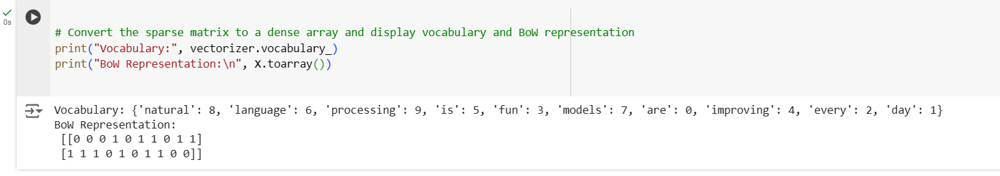 0s
# Convert the sparse matrix to a dense array and display vocabulary and BoW representation
print("Vocabulary:", vectorizer.vocabulary_)
print("BoW Representation:\n", X.toarray())
Vocabulary: {'natural': 8, 'language': 6, 'processing': 9, 'is': 5, 'fun': 3, 'models': 7, 'are': 0, 'improving': 4, 'every': 2, 'day': 1}
BoW Representation:
[[0 0 0 1 0 1 1 0 1 1]
[1 1 1 0 1 0 1 1 0 0]]